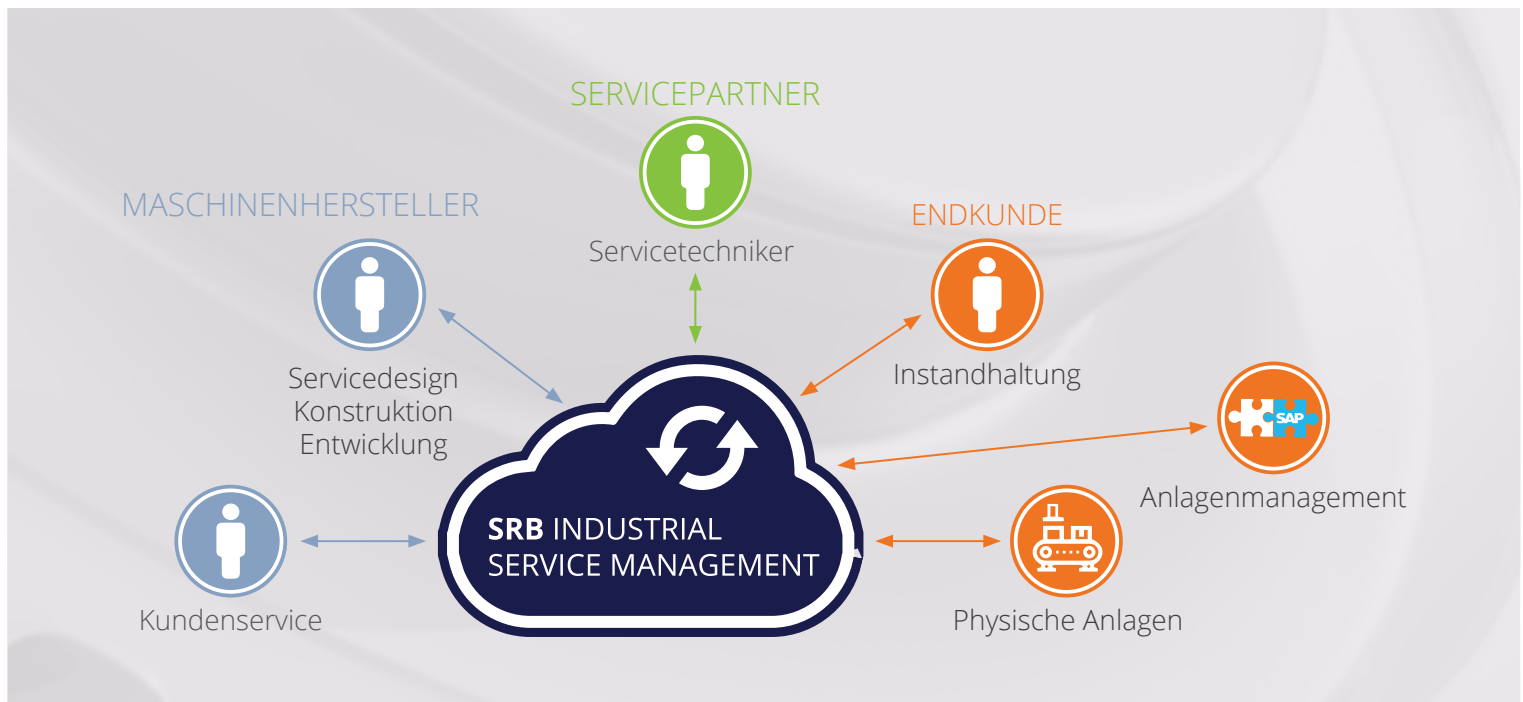 SERVICEPARTNER
Servicetechniker
MASCHINENHERSTELLER
Servicedesign
Konstruktion
Entwicklung
Kundenservice
ENDKUNDE
Instandhaltung
SAP
Anlagenmanagement
Physische Anlagen
SRB INDUSTRIAL
SERVICE MANAGEMENT